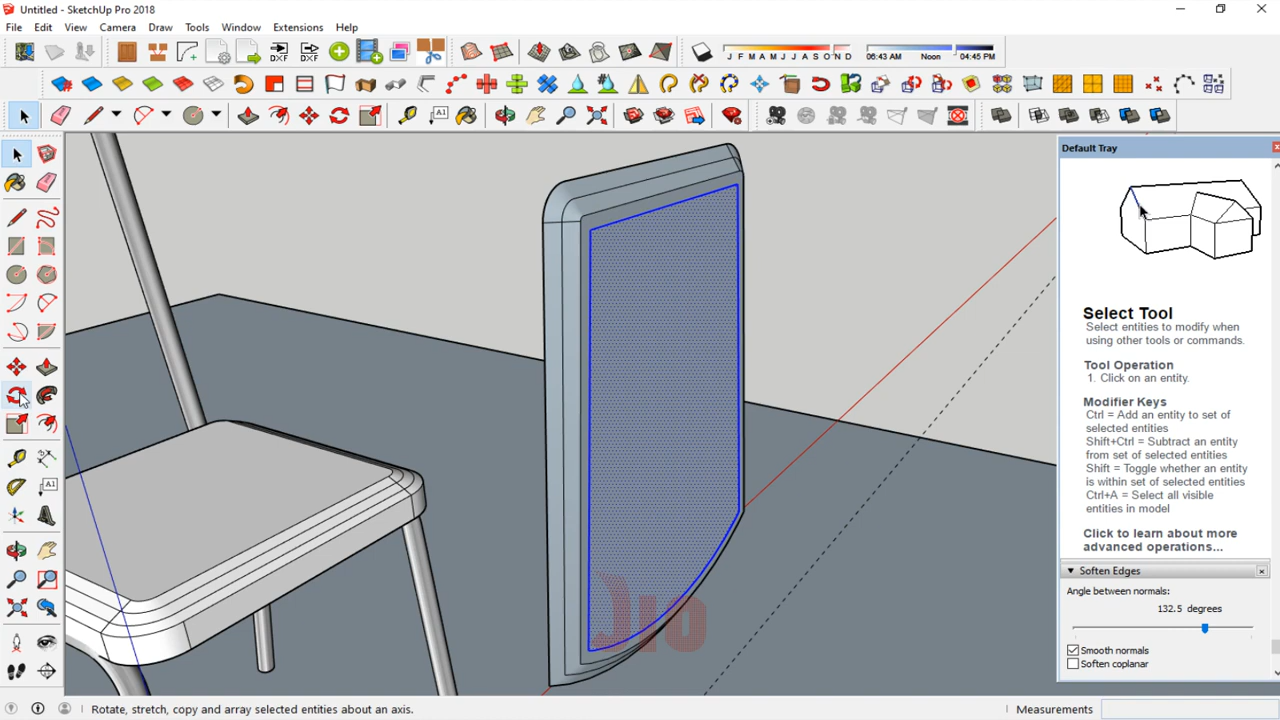 Untitled - SketchUp Pro 2018
File Edit View Camera Draw Tools Window Extensions Help
DXF DXF
J F M A M J J A S O N D
06:43 AM Noon 04:45 PM
A1
Default Tray
Select Tool
Select entities to modify when
using other tools or commands.
Tool Operation
1. Click on an entity.
Modifier Keys
Ctrl = Add an entity to set of
selected entities
Shift+Ctrl = Subtract an entity
from set of selected entities
Shift = Toggle whether an entity
is within set of selected entities
Ctrl+A = Select all visible
entities in model
Click to learn about more
advanced operations...
A1
Soften Edges
Angle between normals:
132.5 degrees
Smooth normals
Soften coplanar
Rotate, stretch, copy and array selected entities about an axis.
Measurements